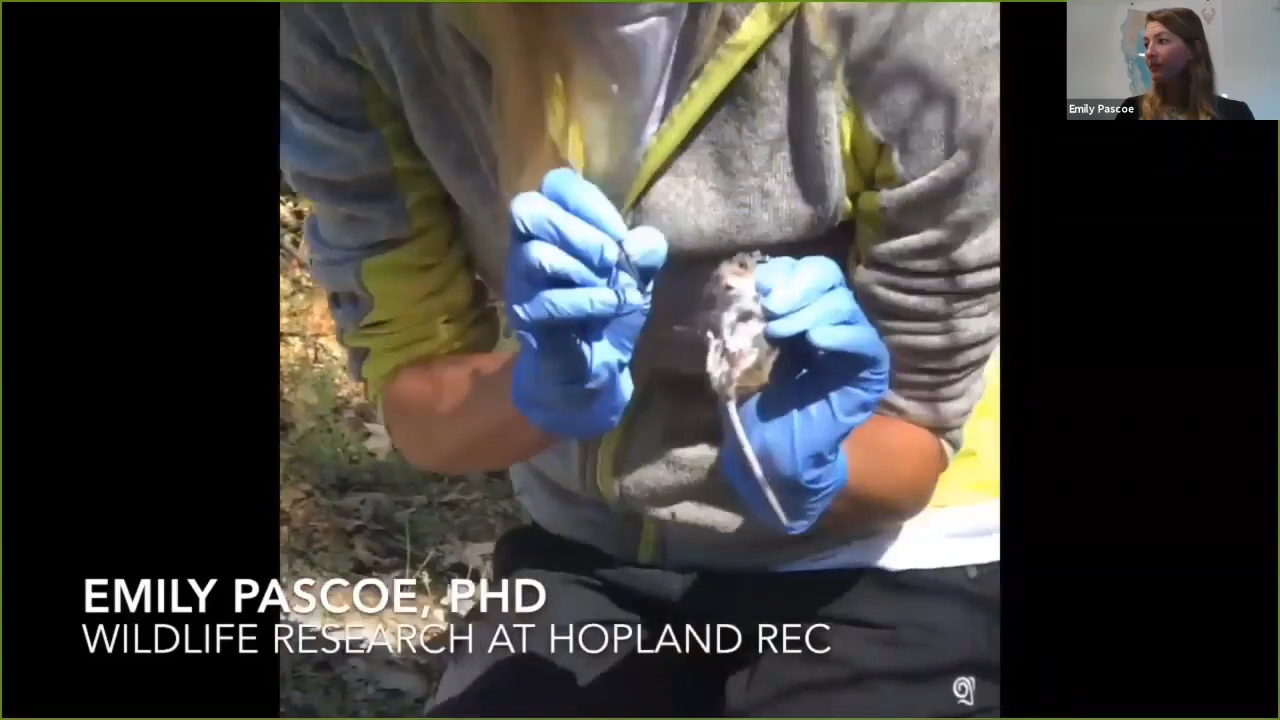 Emily Pascoe
EMILY PASCOE, PHD
WILDLIFE RESEARCH AT HOPLAND REC